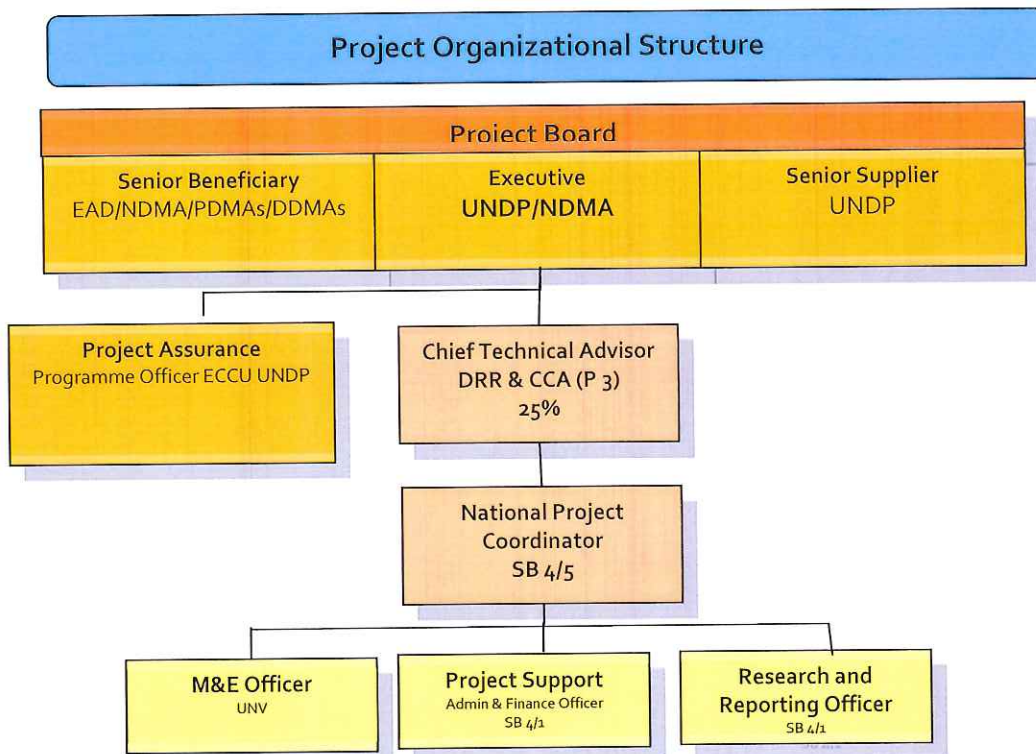 Project Organizational Structure
Project Board
Senior Beneficiary
EAD/NDMA/PDMAs/DDMAs
Executive
UNDP/NDMA
Senior Supplier
UNDP
Project Assurance
Programme Officer ECCU UNDP
Chief Technical Advisor
DRR & CCA (P 3)
25%
National Project
Coordinator
SB 4/5
M&E Officer
UNV
Project Support
Admin & Finance Officer
SB 4/1
Research and
Reporting Officer
SB 4/1